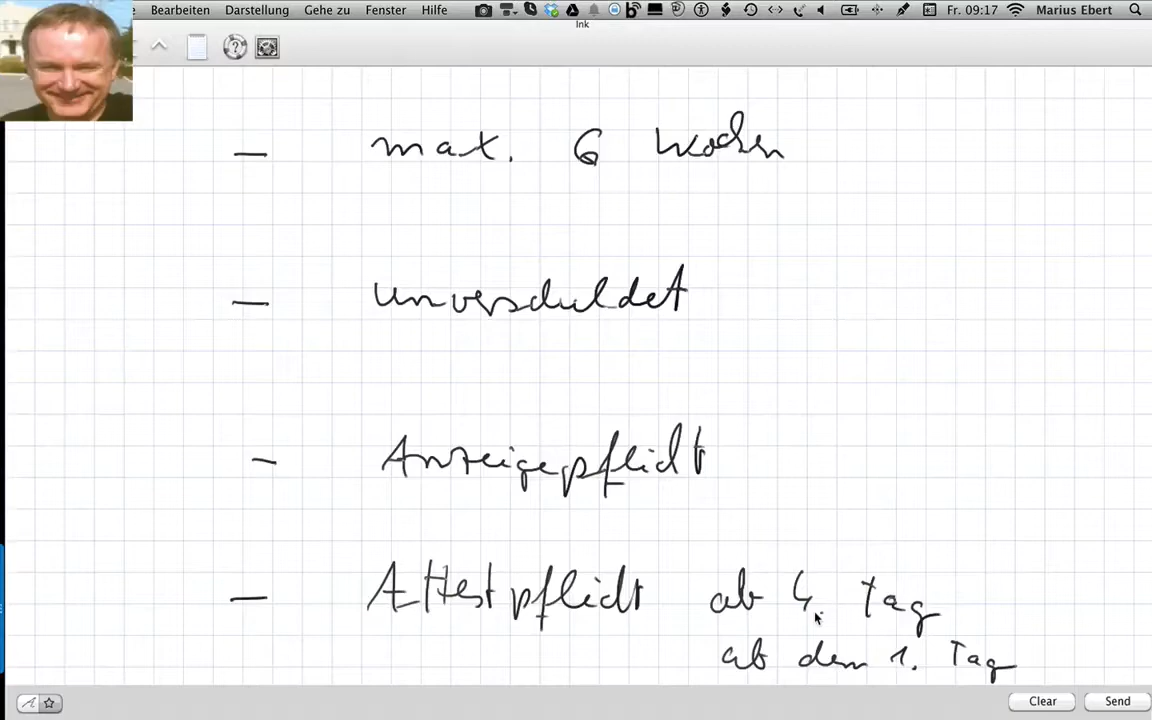 Bearbeiten Darstellung Gehe zu Fenster Hilfe Fr. 09:17 Marius Ebert
Ink
– max. 6 Wochen
– unverschuldet
– Anzeigepflicht
– Attestpflicht ab 4. Tag
ab dem 1. Tag
Clear Send